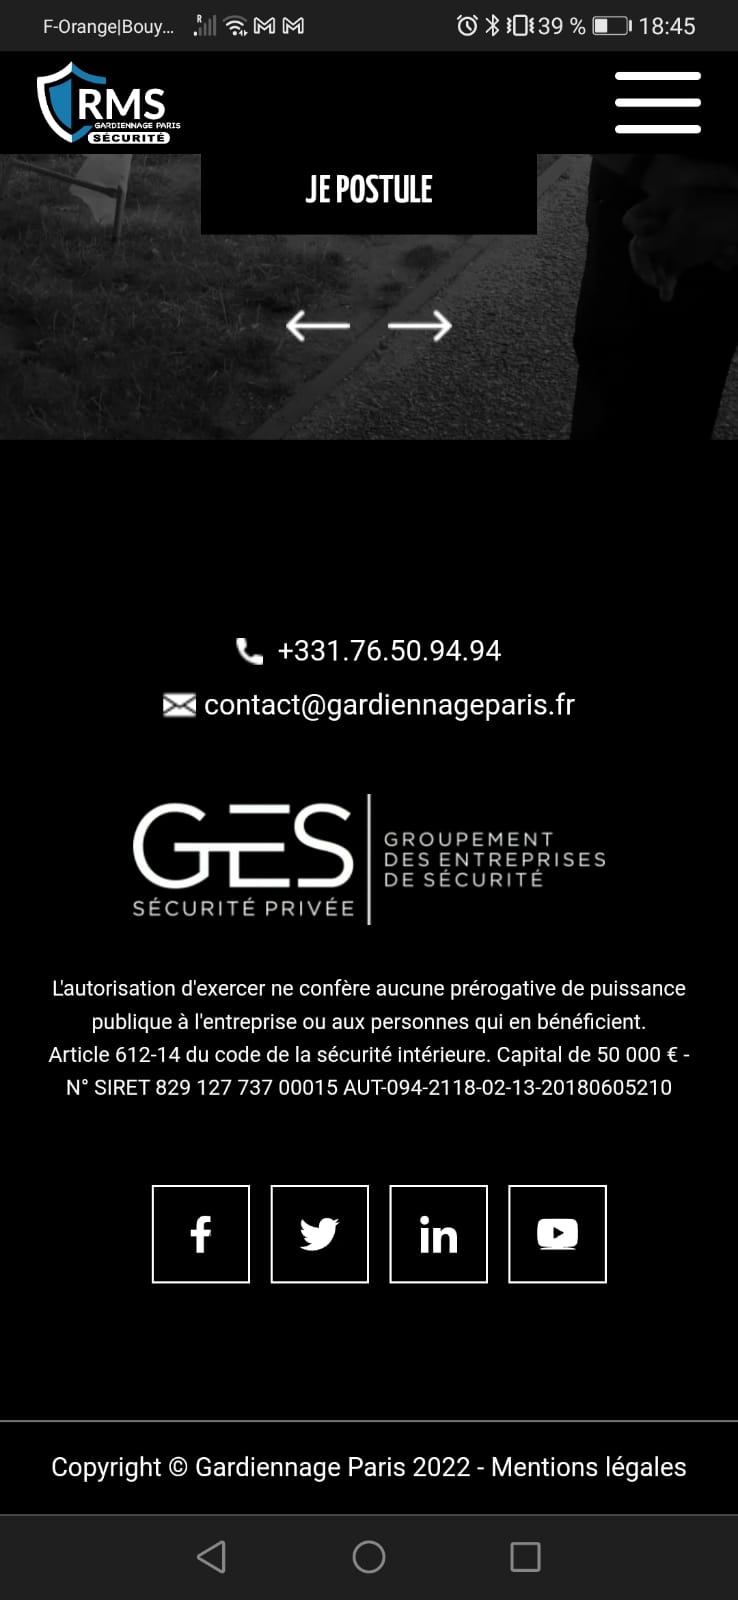 F-Orange|Bouy...
R
39 % 18:45
RMS
GARDIENNAGE PARIS
SÉCURITÉ
JE POSTULE
+331.76.50.94.94
contact@gardiennageparis.fr
GES
SÉCURITÉ PRIVÉE
GROUPEMENT
DES ENTREPRISES
DE SÉCURITÉ
L'autorisation d'exercer ne confère aucune prérogative de puissance
publique à l'entreprise ou aux personnes qui en bénéficient.
Article 612-14 du code de la sécurité intérieure. Capital de 50 000 € -
N° SIRET 829 127 737 00015 AUT-094-2118-02-13-20180605210
Copyright © Gardiennage Paris 2022 - Mentions légales